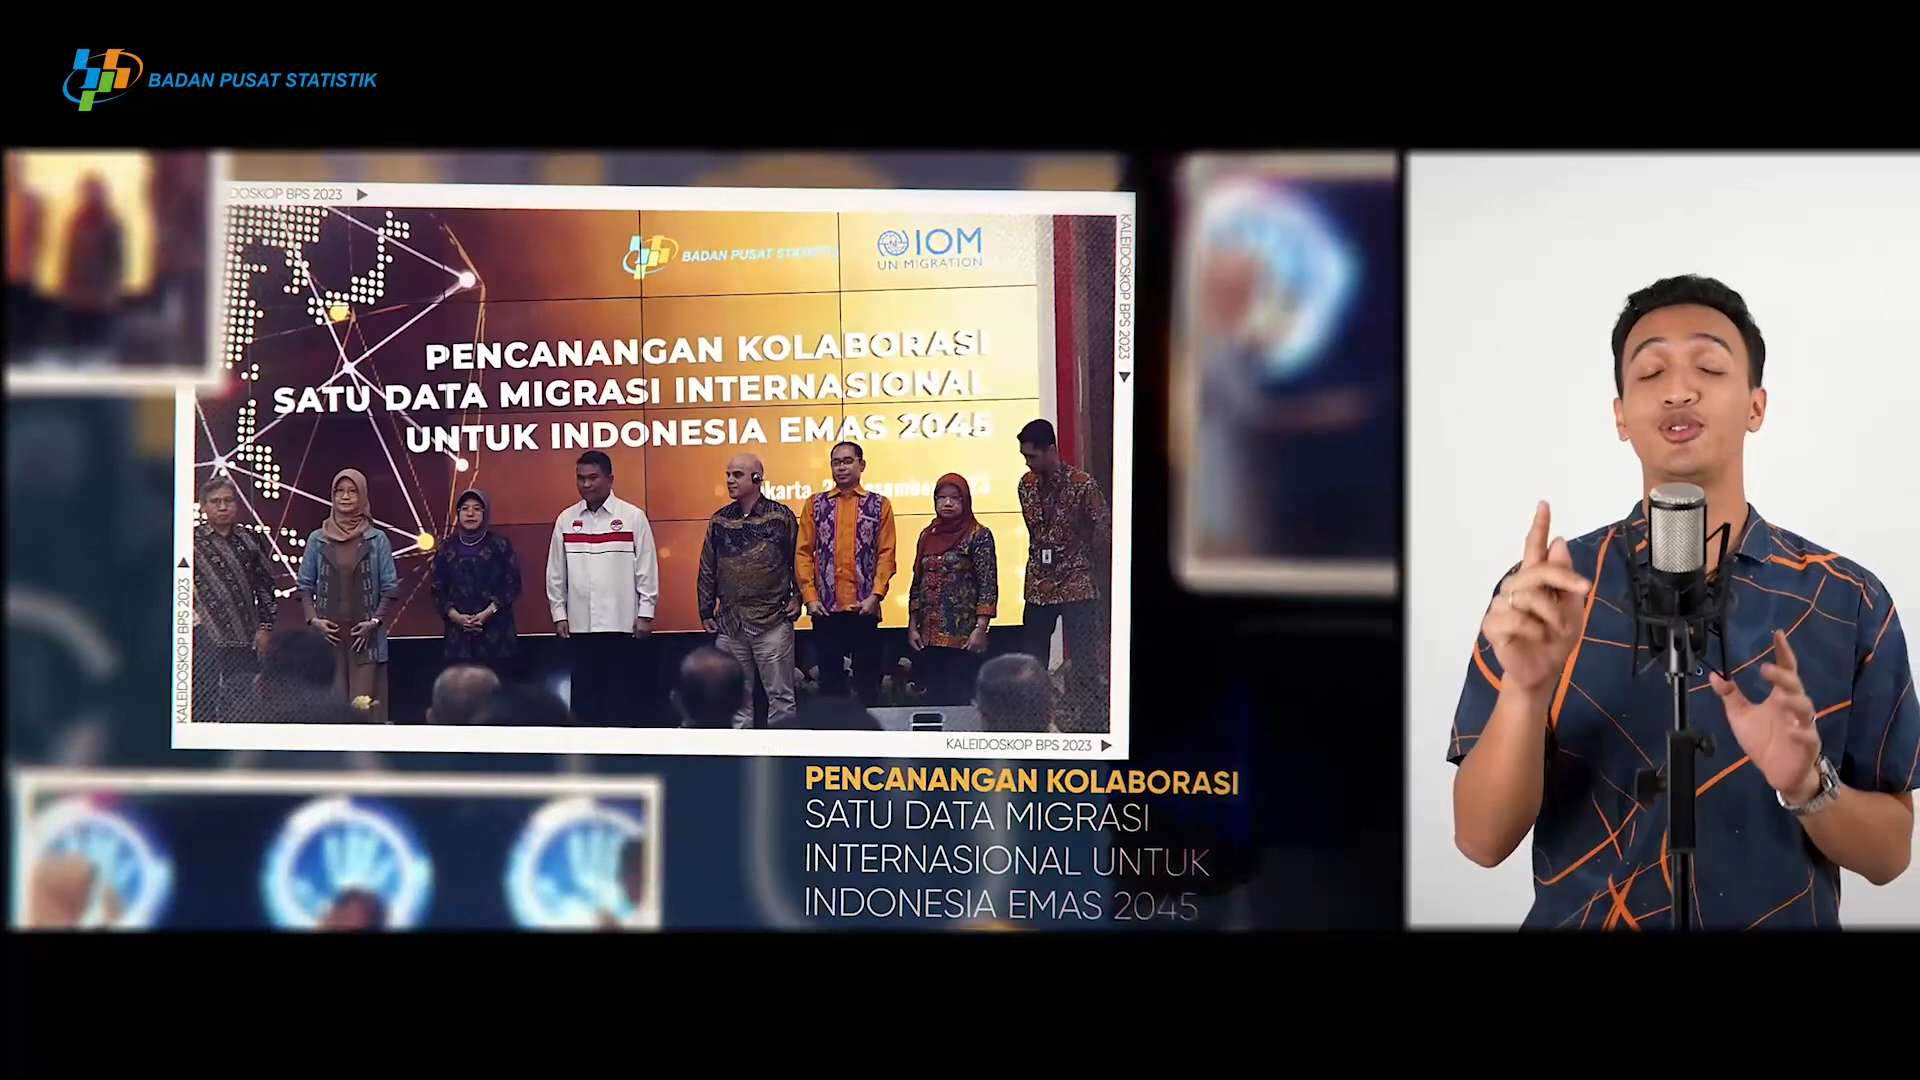 BADAN PUSAT STATISTIK
DOSKOP BPS 2023
KALEIDOSKOP BPS 2023
BADAN PUSAT STATISTIK
IOM
UN MIGRATION
PENCANANGAN KOLABORASI
SATU DATA MIGRASI INTERNASIONAL
UNTUK INDONESIA EMAS 2045
KALEIDOSKOP BPS 2023
KALEIDOSKOP BPS 2023
PENCANANGAN KOLABORASI
SATU DATA MIGRASI
INTERNASIONAL UNTUK
INDONESIA EMAS 2045